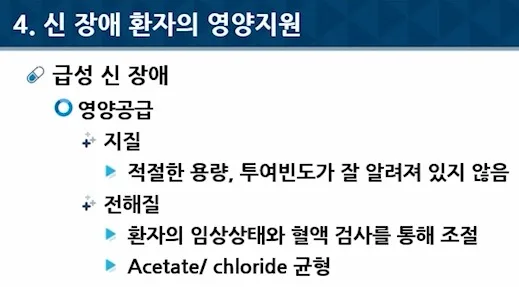 4. 신 장애 환자의 영양지원
급성 신 장애
영양공급
지질
적절한 용량, 투여빈도가 잘 알려져 있지 않음
전해질
환자의 임상상태와 혈액 검사를 통해 조절
Acetate/ chloride 균형